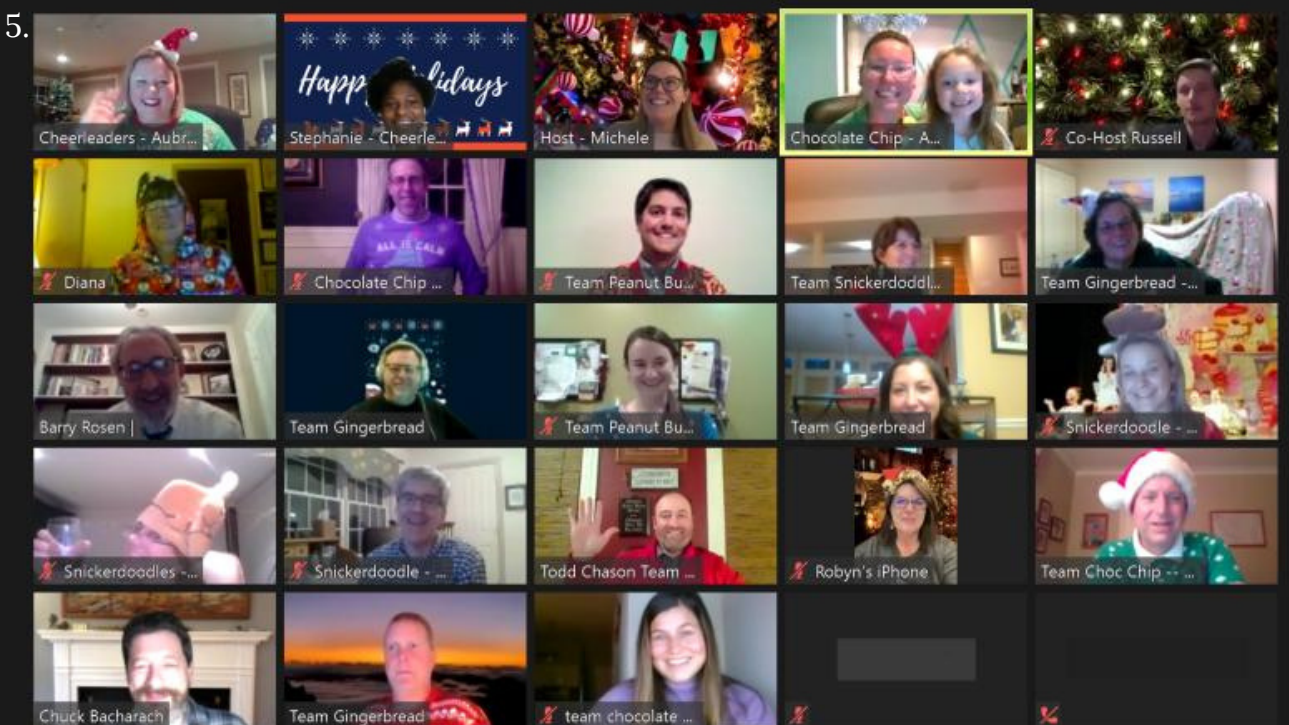 5.
Happy Holidays
Cheerleaders - Aubr...
Stephanie - Cheerle...
Host - Michele
Chocolate Chip - A...
Co-Host Russell
ALL IS CALM
Diana
Chocolate Chip ...
Team Peanut Bu...
Team Snickerdoddl...
Team Gingerbread -...
Barry Rosen |
Team Gingerbread
Team Peanut Bu...
Team Gingerbread
Snickerdoodle - ...
Snickerdoodles -...
Snickerdoodle - ...
Todd Chason Team ...
Robyn's iPhone
Team Choc Chip -- ...
Chuck Bacharach
Team Gingerbread
team chocolate ...